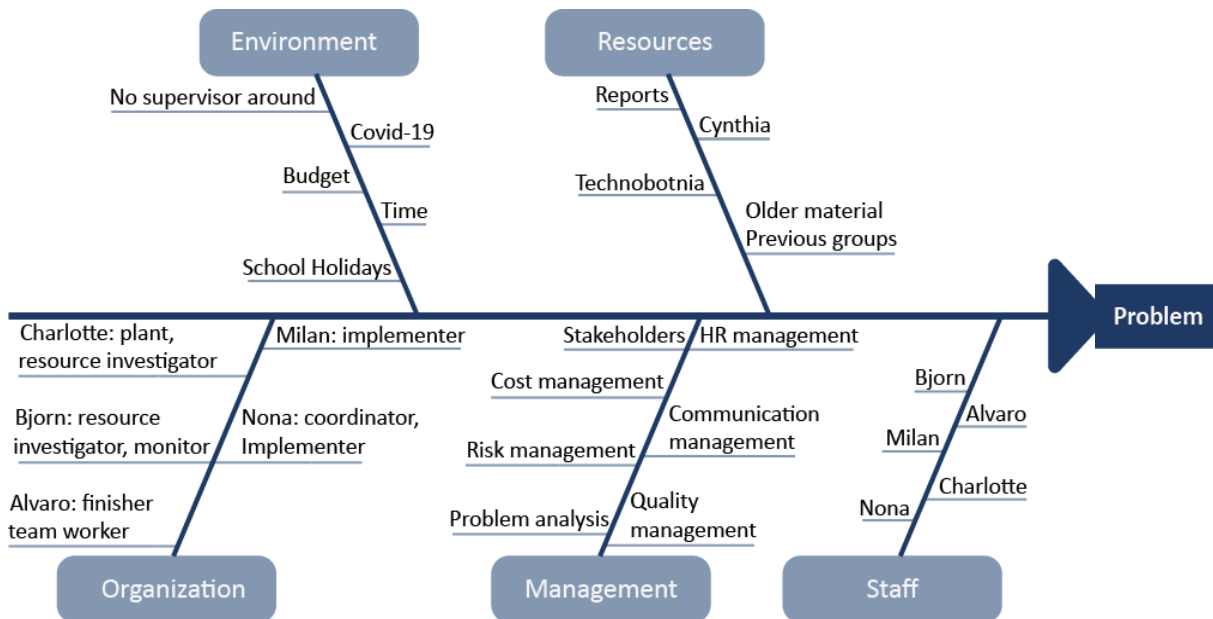 Environment
Resources
No supervisor around
Covid-19
Budget
Time
School Holidays
Reports
Cynthia
Technobotnia
Older material
Previous groups
Problem
Charlotte: plant,
resource investigator
Milan: implementer
Bjorn: resource
investigator, monitor
Nona: coordinator,
Implementer
Alvaro: finisher
team worker
Stakeholders
HR management
Cost management
Communication
management
Risk management
Problem analysis
Quality
management
Bjorn
Alvaro
Milan
Charlotte
Nona
Organization
Management
Staff